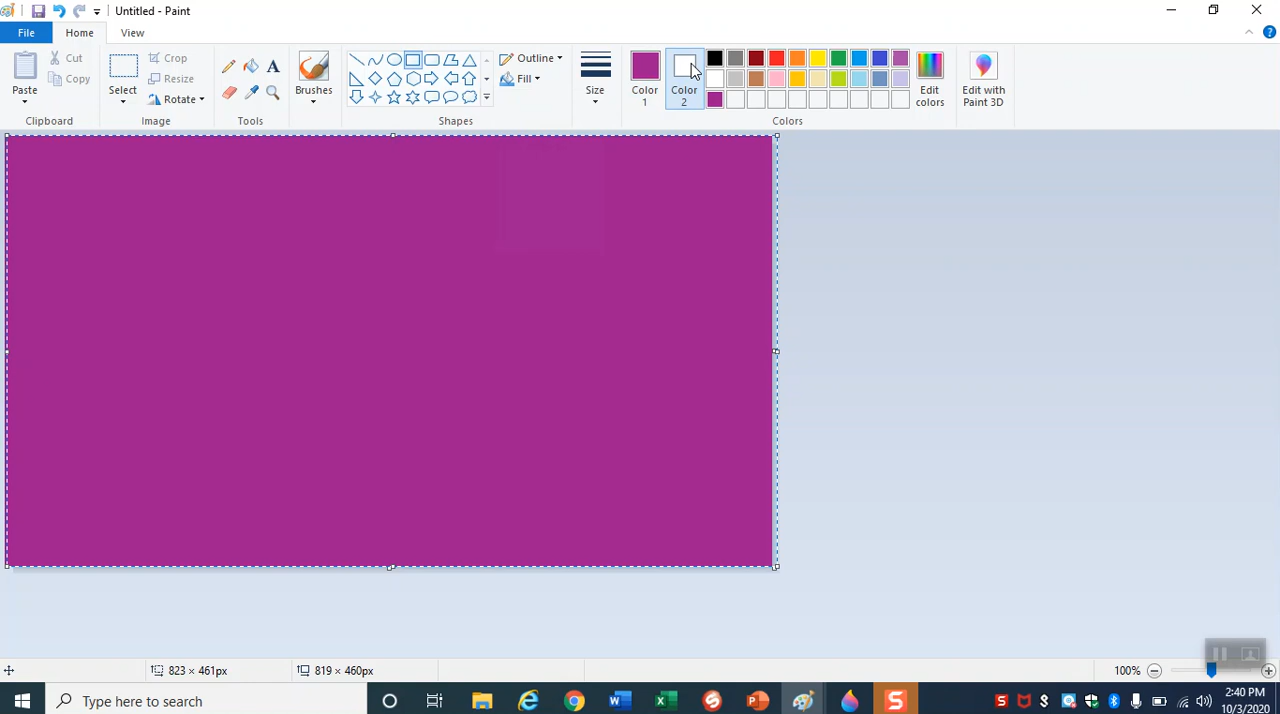 Untitled - Paint
File Home View
Paste Cut Copy Clipboard
Select Crop Resize Rotate Image
A
Tools
Brushes
Outline Fill Shapes
Size
Color 1 Color 2 Edit colors Colors
Edit with Paint 3D
823 × 461px 819 × 460px 100%
Type here to search
2:40 PM
10/3/2020